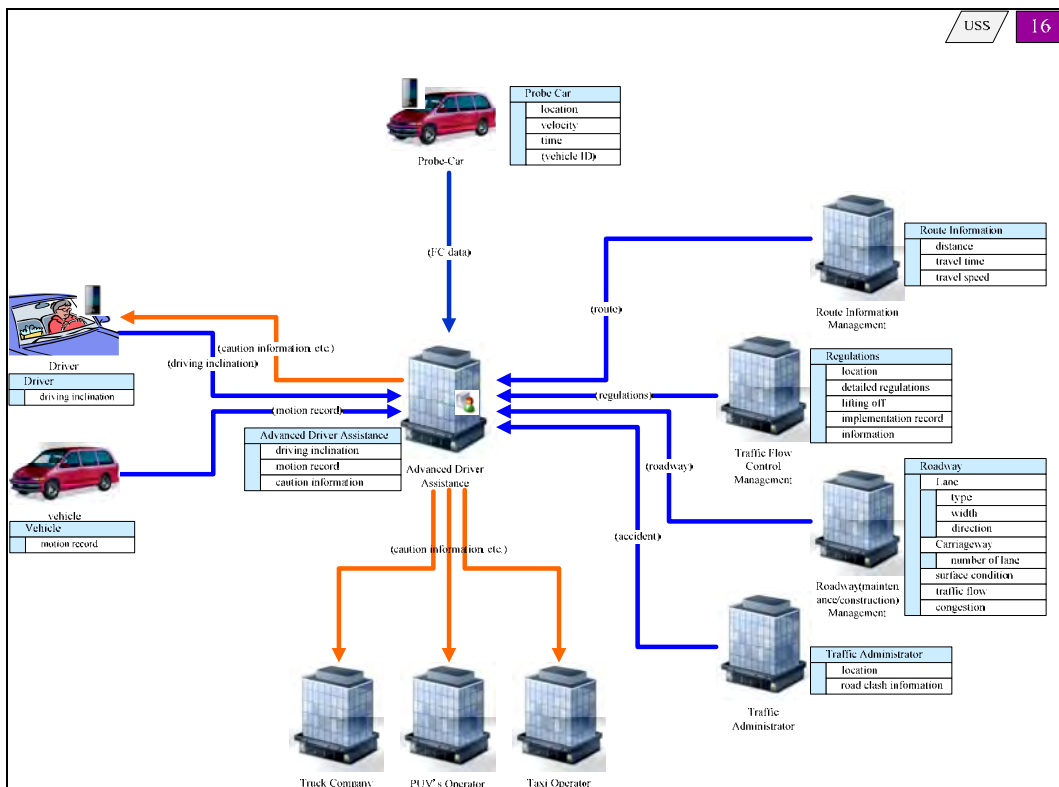 USS
16
Probe-Car
Probe Car
location
velocity
time
(vehicle ID)
(FC data)
Route Information
Management
Route Information
distance
travel time
travel speed
(route)
Driver
Driver
driving inclination
(caution information, etc.)
(driving inclination)
(motion record)
vehicle
Vehicle
motion record
Advanced Driver Assistance
driving inclination
motion record
caution information
Advanced Driver
Assistance
(regulations)
Traffic Flow
Control
Management
Regulations
location
detailed regulations
lifting off
implementation record
information
(roadway)
Roadway(mainten
ance/construction)
Management
Roadway
Lane
type
width
direction
Carriageway
number of lane
surface condition
traffic flow
congestion
(accident)
Traffic
Administrator
Traffic Administrator
location
road clash information
(caution information, etc.)
Truck Company
PUV's Operator
Taxi Operator